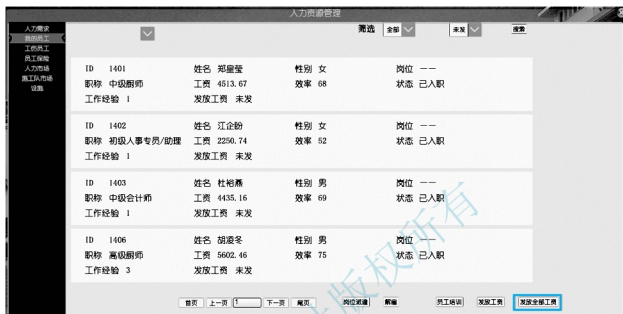 人力资源管理
人力需求
我的员工
工伤员工
员工保险
人力市场
施工队市场
设施
筛选 全部 未发 搜索
ID 1401 姓名 郑星莹 性别 女 岗位 --
职称 中级厨师 工资 4513.67 效率 68 状态 已入职
工作经验 1 发放工资 未发
ID 1402 姓名 江企盼 性别 女 岗位 --
职称 初级人事专员/助理 工资 2250.74 效率 52 状态 已入职
工作经验 1 发放工资 未发
ID 1403 姓名 杜裕燕 性别 男 岗位 --
职称 中级会计师 工资 4435.16 效率 69 状态 已入职
工作经验 1 发放工资 未发
ID 1406 姓名 胡凌冬 性别 男 岗位 --
职称 高级厨师 工资 5602.46 效率 75 状态 已入职
工作经验 3 发放工资 未发
首页 上一页 1 下一页 尾页 岗位派遣 解雇 员工培训 发放工资 发放全部工资
版权所有